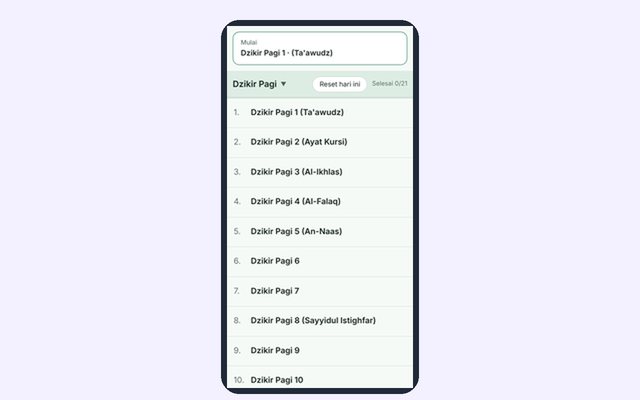 Mulai
Dzikir Pagi 1 · (Ta'awudz)
Dzikir Pagi ▼ Reset hari ini Selesai 0/21
1. Dzikir Pagi 1 (Ta'awudz)
2. Dzikir Pagi 2 (Ayat Kursi)
3. Dzikir Pagi 3 (Al-Ikhlas)
4. Dzikir Pagi 4 (Al-Falaq)
5. Dzikir Pagi 5 (An-Naas)
6. Dzikir Pagi 6
7. Dzikir Pagi 7
8. Dzikir Pagi 8 (Sayyidul Istighfar)
9. Dzikir Pagi 9
10. Dzikir Pagi 10